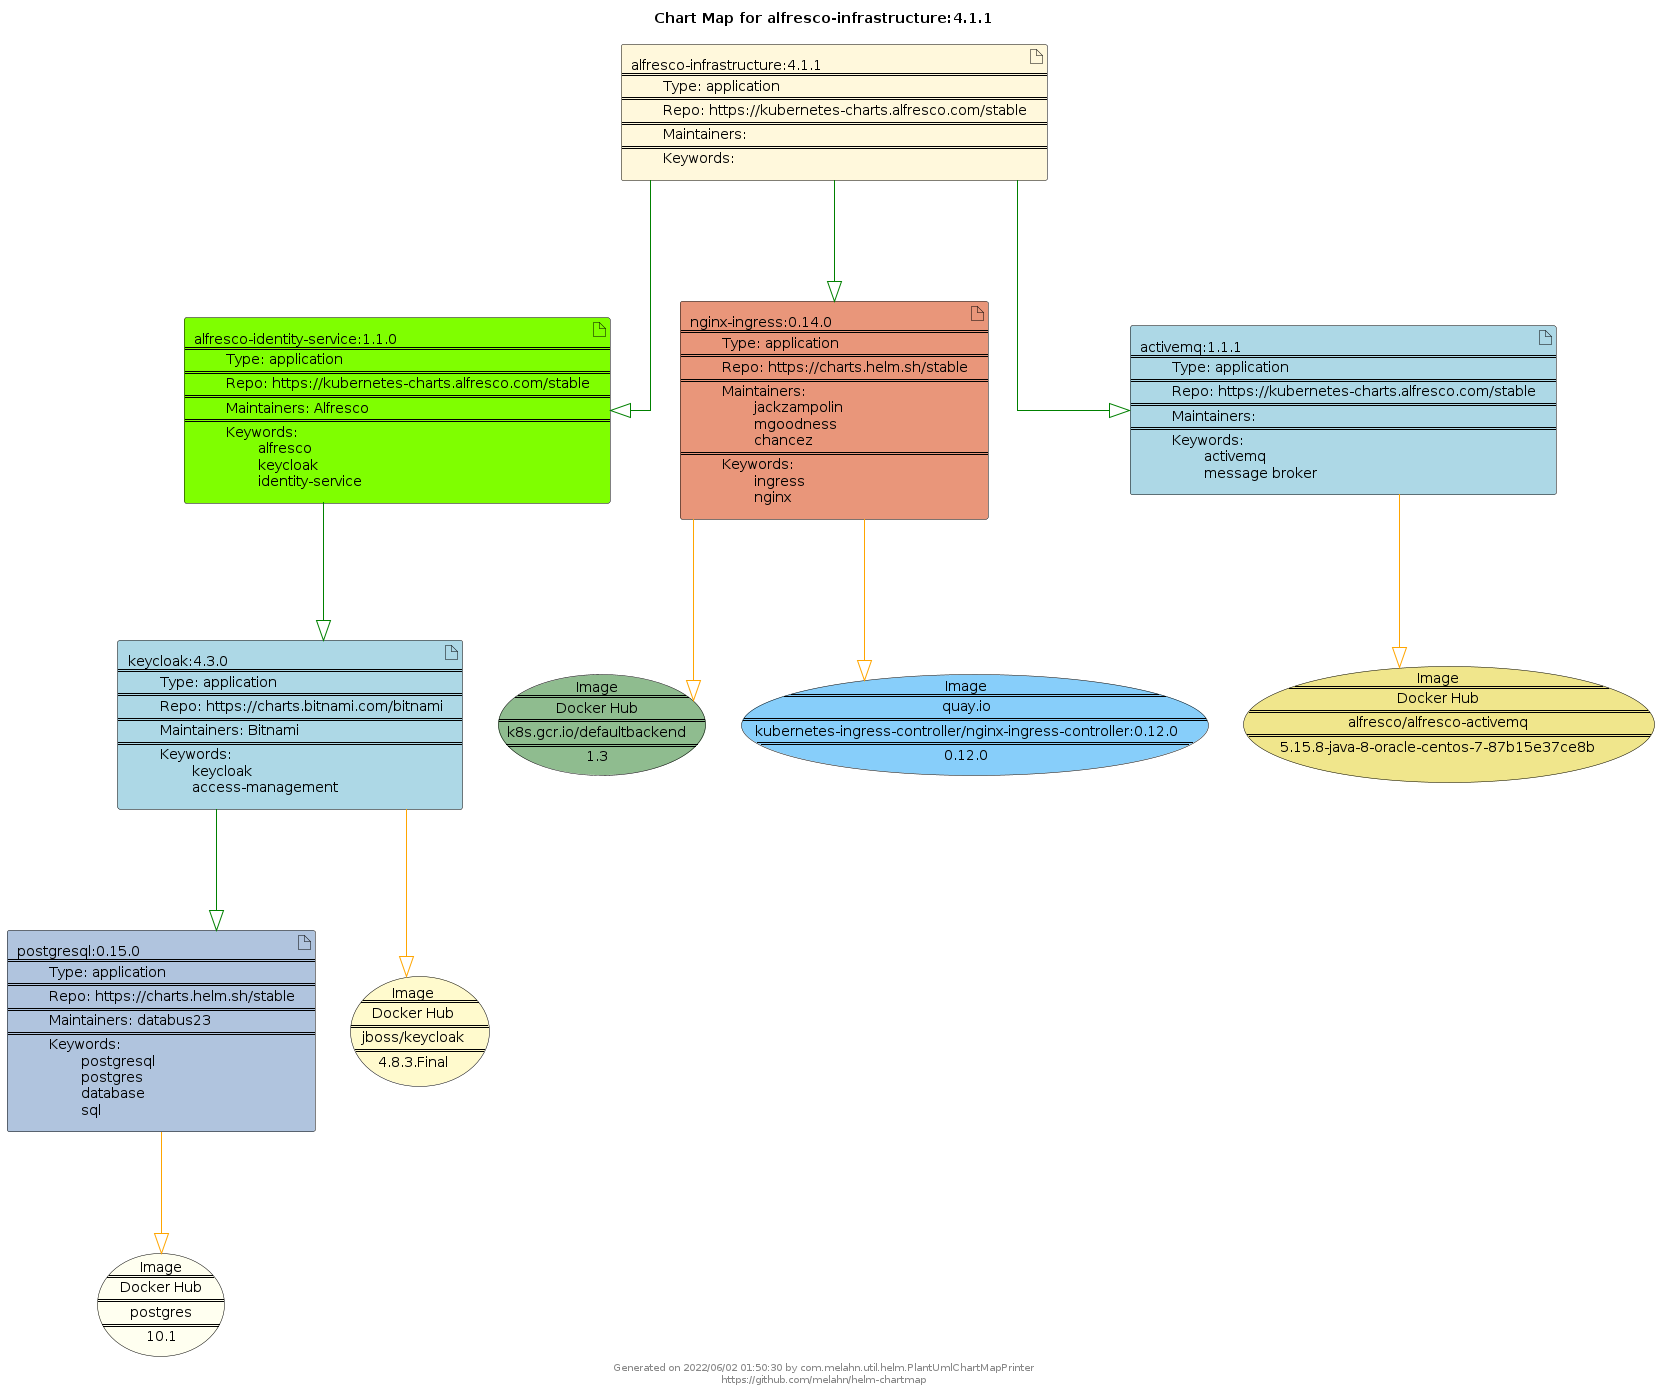 Chart Map for alfresco-infrastructure:4.1.1
alfresco-infrastructure:4.1.1
Type: application
Repo: https://kubernetes-charts.alfresco.com/stable
Maintainers:
Keywords:
alfresco-identity-service:1.1.0
Type: application
Repo: https://kubernetes-charts.alfresco.com/stable
Maintainers: Alfresco
Keywords:
alfresco
keycloak
identity-service
nginx-ingress:0.14.0
Type: application
Repo: https://charts.helm.sh/stable
Maintainers:
jackzampolin
mgoodness
chancez
Keywords:
ingress
nginx
activemq:1.1.1
Type: application
Repo: https://kubernetes-charts.alfresco.com/stable
Maintainers:
Keywords:
activemq
message broker
keycloak:4.3.0
Type: application
Repo: https://charts.bitnami.com/bitnami
Maintainers: Bitnami
Keywords:
keycloak
access-management
Image
Docker Hub
k8s.gcr.io/defaultbackend
1.3
Image
quay.io
kubernetes-ingress-controller/nginx-ingress-controller:0.12.0
0.12.0
Image
Docker Hub
alfresco/alfresco-activemq
5.15.8-java-8-oracle-centos-7-87b15e37ce8b
postgresql:0.15.0
Type: application
Repo: https://charts.helm.sh/stable
Maintainers: databus23
Keywords:
postgresql
postgres
database
sql
Image
Docker Hub
jboss/keycloak
4.8.3.Final
Image
Docker Hub
postgres
10.1
Generated on 2022/06/02 01:50:30 by com.melahn.util.helm.PlantUmlChartMapPrinter
https://github.com/melahn/helm-chartmap